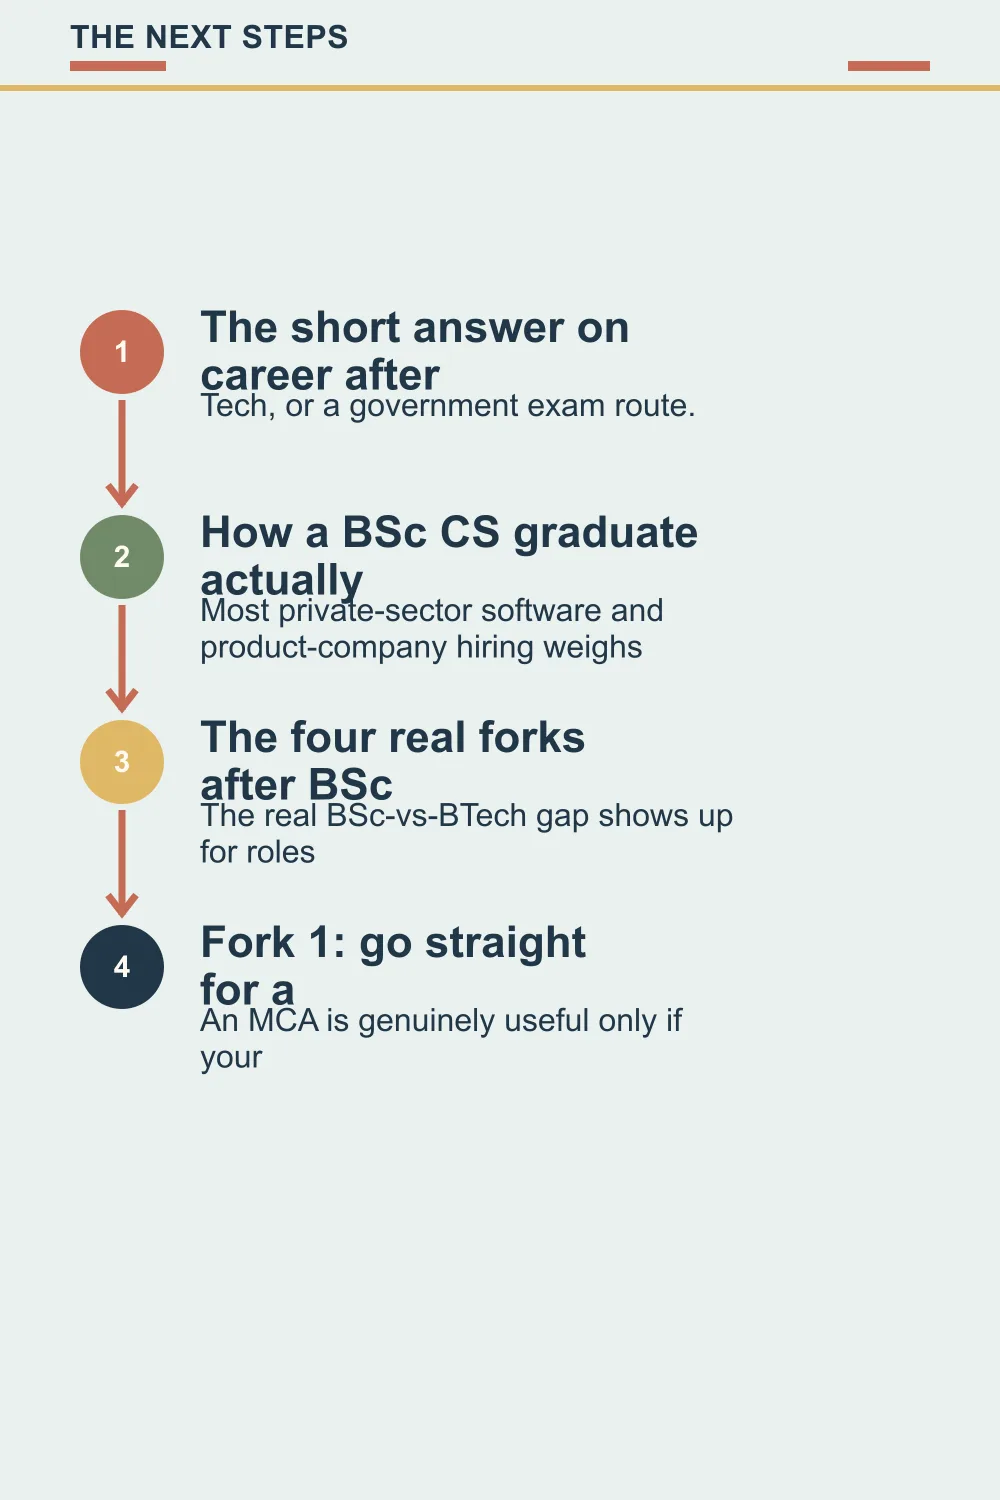 THE NEXT STEPS
1
The short answer on
career after
Tech, or a government exam route.
2
How a BSc CS graduate
actually
Most private-sector software and
product-company hiring weighs
3
The four real forks
after BSc
The real BSc-vs-BTech gap shows up
for roles
4
Fork 1: go straight
for a
An MCA is genuinely useful only if
your